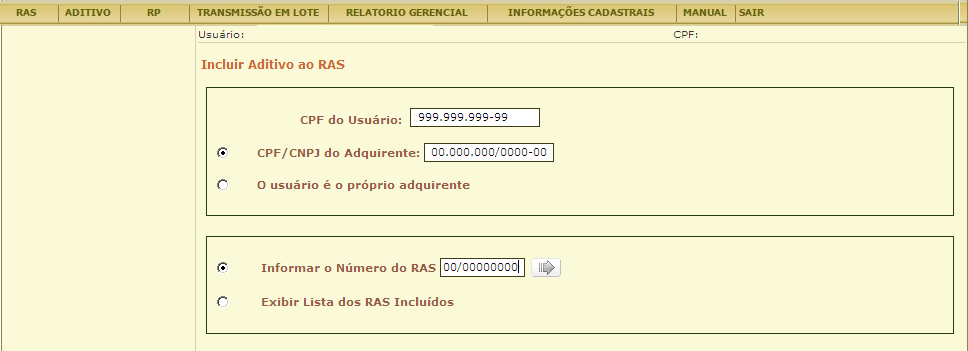 RAS ADITIVO RP TRANSMISSÃO EM LOTE RELATORIO GERENCIAL INFORMAÇÕES CADASTRAIS MANUAL SAIR
Usuário: CPF:
Incluir Aditivo ao RAS
CPF do Usuário: 999.999.999-99
CPF/CNPJ do Adquirente: 00.000.000/0000-00
O usuário é o próprio adquirente
Informar o Número do RAS 00/00000000
Exibir Lista dos RAS Incluídos